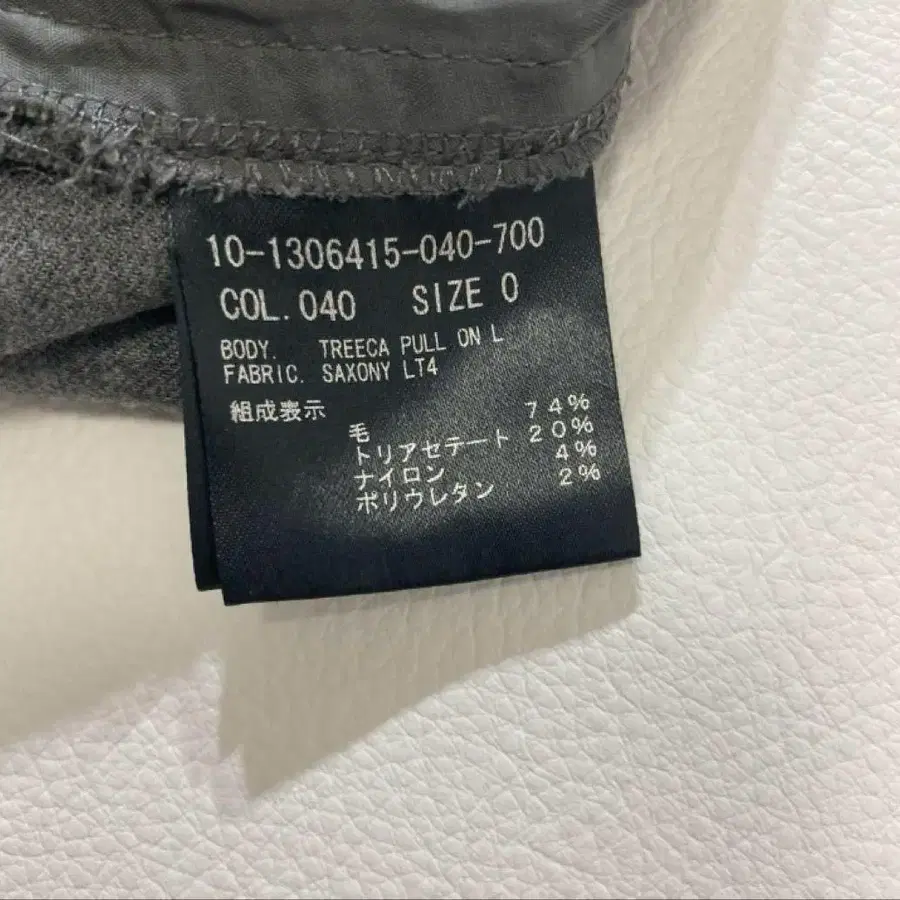 10-1306415-040-700
COL. 040 SIZE 0
BODY. TREECA PULL ON L
FABRIC. SAXONY LT4
組成表示
毛 74%
トリアセテート 20%
ナイロン 4%
ポリウレタン 2%